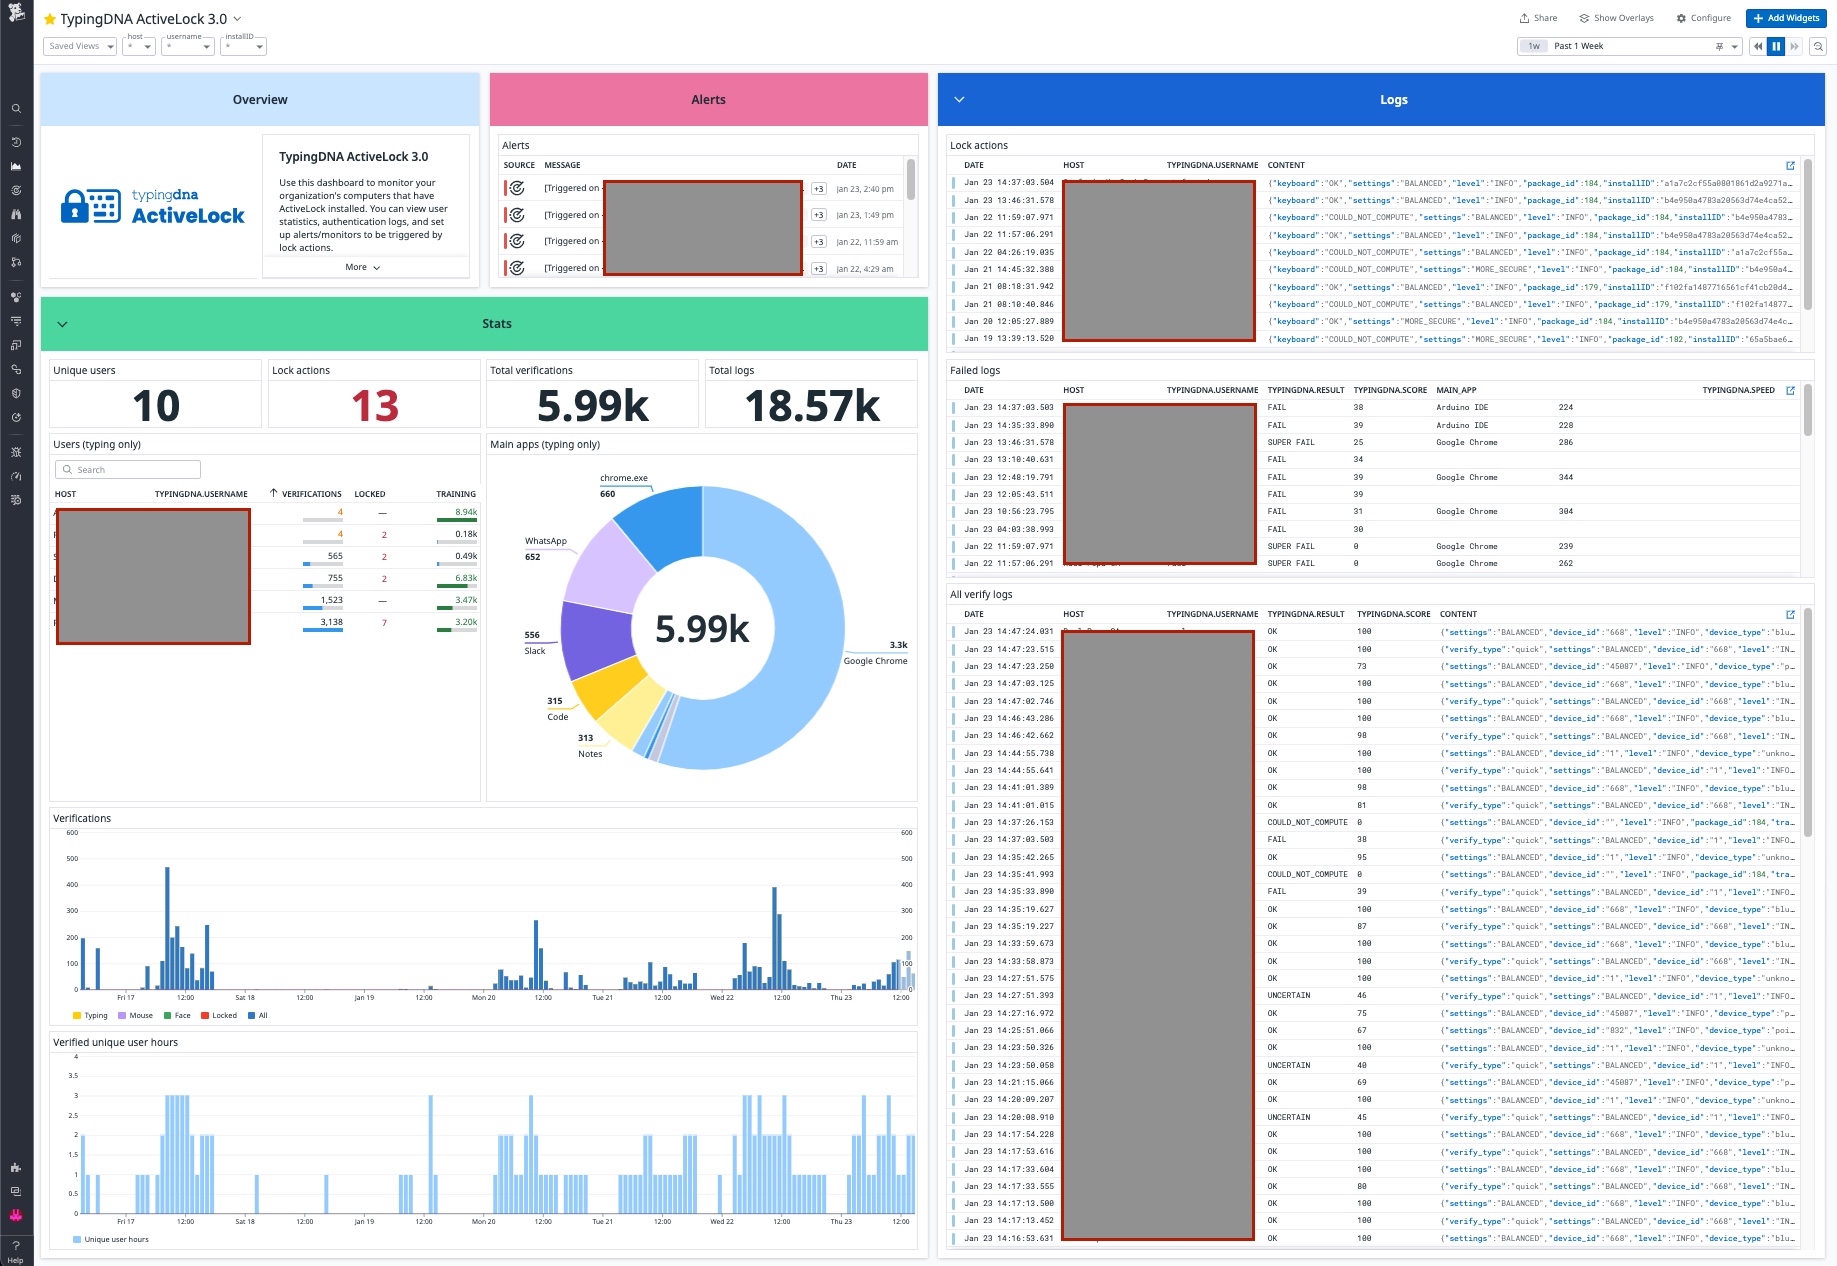 TypingDNA ActiveLock 3.0
Share
Show Overlays
Configure
Add Widgets
Saved Views
host
*
username
*
installID
*
1w Past 1 Week
Overview
typingdna
ActiveLock
TypingDNA ActiveLock 3.0
Use this dashboard to monitor your
organization's computers that have
ActiveLock installed. You can view user
statistics, authentication logs, and set
up alerts/monitors to be triggered by
lock actions.
More
Alerts
Alerts
SOURCE MESSAGE DATE
[Triggered on +3 Jan 23, 2:40 pm
[Triggered on +3 Jan 23, 1:49 pm
[Triggered on +3 Jan 22, 11:59 am
[Triggered on +3 Jan 22, 4:29 am
Stats
Unique users
10
Lock actions
13
Total verifications
5.99k
Total logs
18.57k
Users (typing only)
Search
HOST TYPINGDNA.USERNAME VERIFICATIONS LOCKED TRAINING
4 — 8.94k
4 2 0.18k
565 2 0.49k
755 2 6.83k
1,523 — 3.47k
3,138 7 3.20k
Main apps (typing only)
chrome.exe
660
WhatsApp
652
556
Slack
315
Code
313
Notes
5.99k
3.3k
Google Chrome
Verifications
600 600
500 500
400 400
300 300
200 200
100 100
0 0
Fri 17 12:00 Sat 18 12:00 Jan 19 12:00 Mon 20 12:00 Tue 21 12:00 Wed 22 12:00 Thu 23 12:00
Typing Mouse Face Locked All
Verified unique user hours
4
3.5
3
2.5
2
1.5
1
0.5
0
Fri 17 12:00 Sat 18 12:00 Jan 19 12:00 Mon 20 12:00 Tue 21 12:00 Wed 22 12:00 Thu 23 12:00
Unique user hours
Help
Logs
Lock actions
DATE HOST TYPINGDNA.USERNAME CONTENT
Jan 23 14:37:03.504 {"keyboard":"OK","settings":"BALANCED","level":"INFO","package_id":184,"installID":"a1a7c2cf55a0801861d2a9271a…
Jan 23 13:46:31.578 {"keyboard":"OK","settings":"BALANCED","level":"INFO","package_id":184,"installID":"b4e950a4783a20563d74e4ca52…
Jan 22 11:59:07.971 {"keyboard":"COULD_NOT_COMPUTE","settings":"BALANCED","level":"INFO","package_id":184,"installID":"b4e950a4783…
Jan 22 11:57:06.291 {"keyboard":"OK","settings":"BALANCED","level":"INFO","package_id":184,"installID":"b4e950a4783a20563d74e4ca52…
Jan 22 04:26:19.035 {"keyboard":"COULD_NOT_COMPUTE","settings":"BALANCED","level":"INFO","package_id":184,"installID":"a1a7c2cf55a…
Jan 21 14:45:32.388 {"keyboard":"COULD_NOT_COMPUTE","settings":"MORE_SECURE","level":"INFO","package_id":184,"installID":"b4e950a4…
Jan 21 08:18:31.942 {"keyboard":"OK","settings":"BALANCED","level":"INFO","package_id":179,"installID":"f102fa1487716561cf41cb20d4…
Jan 21 08:10:40.846 {"keyboard":"COULD_NOT_COMPUTE","settings":"BALANCED","level":"INFO","package_id":179,"installID":"f102fa14877…
Jan 20 12:05:27.889 {"keyboard":"OK","settings":"MORE_SECURE","level":"INFO","package_id":184,"installID":"b4e950a4783a20563d74e4c…
Jan 19 13:39:13.520 {"keyboard":"COULD_NOT_COMPUTE","settings":"MORE_SECURE","level":"INFO","package_id":182,"installID":"65a5bae6…
Failed logs
DATE HOST TYPINGDNA.USERNAME TYPINGDNA.RESULT TYPINGDNA.SCORE MAIN_APP TYPINGDNA.SPEED
Jan 23 14:37:03.503 FAIL 38 Arduino IDE 224
Jan 23 14:35:33.890 FAIL 39 Arduino IDE 228
Jan 23 13:46:31.578 SUPER FAIL 25 Google Chrome 286
Jan 23 13:10:40.631 FAIL 34
Jan 23 12:48:19.791 FAIL 39 Google Chrome 344
Jan 23 12:05:43.511 FAIL 39
Jan 23 10:56:23.795 FAIL 31 Google Chrome 304
Jan 23 04:03:38.993 FAIL 30
Jan 22 11:59:07.971 SUPER FAIL 0 Google Chrome 239
Jan 22 11:57:06.291 SUPER FAIL 0 Google Chrome 262
All verify logs
DATE HOST TYPINGDNA.USERNAME TYPINGDNA.RESULT TYPINGDNA.SCORE CONTENT
Jan 23 14:47:24.031 OK 100 {"settings":"BALANCED","device_id":"668","level":"INFO","device_type":"blu…
Jan 23 14:47:23.515 OK 100 {"verify_type":"quick","settings":"BALANCED","device_id":"668","level":"IN…
Jan 23 14:47:23.250 OK 73 {"settings":"BALANCED","device_id":"45087","level":"INFO","device_type":"p…
Jan 23 14:47:03.125 OK 100 {"settings":"BALANCED","device_id":"668","level":"INFO","device_type":"blu…
Jan 23 14:47:02.746 OK 100 {"verify_type":"quick","settings":"BALANCED","device_id":"668","level":"IN…
Jan 23 14:46:43.286 OK 100 {"settings":"BALANCED","device_id":"668","level":"INFO","device_type":"blu…
Jan 23 14:46:42.662 OK 98 {"verify_type":"quick","settings":"BALANCED","device_id":"668","level":"IN…
Jan 23 14:44:55.738 OK 100 {"settings":"BALANCED","device_id":"1","level":"INFO","device_type":"unkno…
Jan 23 14:44:55.641 OK 100 {"verify_type":"quick","settings":"BALANCED","device_id":"1","level":"INFO…
Jan 23 14:41:01.389 OK 98 {"settings":"BALANCED","device_id":"668","level":"INFO","device_type":"blu…
Jan 23 14:41:01.015 OK 81 {"verify_type":"quick","settings":"BALANCED","device_id":"668","level":"IN…
Jan 23 14:37:26.153 COULD_NOT_COMPUTE 0 {"settings":"BALANCED","device_id":"","level":"INFO","package_id":184,"tra…
Jan 23 14:37:03.503 FAIL 38 {"verify_type":"quick","settings":"BALANCED","device_id":"1","level":"INFO…
Jan 23 14:35:42.265 OK 95 {"settings":"BALANCED","device_id":"1","level":"INFO","device_type":"unkno…
Jan 23 14:35:41.993 COULD_NOT_COMPUTE 0 {"settings":"BALANCED","device_id":"","level":"INFO","package_id":184,"tra…
Jan 23 14:35:33.890 FAIL 39 {"verify_type":"quick","settings":"BALANCED","device_id":"1","level":"INFO…
Jan 23 14:35:19.627 OK 100 {"settings":"BALANCED","device_id":"668","level":"INFO","device_type":"blu…
Jan 23 14:35:19.227 OK 87 {"verify_type":"quick","settings":"BALANCED","device_id":"668","level":"IN…
Jan 23 14:33:59.673 OK 100 {"settings":"BALANCED","device_id":"668","level":"INFO","device_type":"blu…
Jan 23 14:33:58.873 OK 100 {"verify_type":"quick","settings":"BALANCED","device_id":"668","level":"IN…
Jan 23 14:27:51.575 OK 100 {"settings":"BALANCED","device_id":"1","level":"INFO","device_type":"unkno…
Jan 23 14:27:51.393 UNCERTAIN 46 {"verify_type":"quick","settings":"BALANCED","device_id":"1","level":"INFO…
Jan 23 14:27:16.972 OK 75 {"settings":"BALANCED","device_id":"45087","level":"INFO","device_type":"p…
Jan 23 14:25:51.066 OK 67 {"settings":"BALANCED","device_id":"832","level":"INFO","device_type":"poi…
Jan 23 14:23:50.326 OK 100 {"settings":"BALANCED","device_id":"1","level":"INFO","device_type":"unkno…
Jan 23 14:23:50.058 UNCERTAIN 40 {"verify_type":"quick","settings":"BALANCED","device_id":"1","level":"INFO…
Jan 23 14:21:15.066 OK 69 {"settings":"BALANCED","device_id":"45087","level":"INFO","device_type":"p…
Jan 23 14:20:09.207 OK 100 {"settings":"BALANCED","device_id":"1","level":"INFO","device_type":"unkno…
Jan 23 14:20:08.910 UNCERTAIN 45 {"verify_type":"quick","settings":"BALANCED","device_id":"1","level":"INFO…
Jan 23 14:17:54.228 OK 100 {"settings":"BALANCED","device_id":"668","level":"INFO","device_type":"blu…
Jan 23 14:17:53.616 OK 100 {"verify_type":"quick","settings":"BALANCED","device_id":"668","level":"IN…
Jan 23 14:17:33.604 OK 100 {"settings":"BALANCED","device_id":"668","level":"INFO","device_type":"blu…
Jan 23 14:17:33.555 OK 80 {"verify_type":"quick","settings":"BALANCED","device_id":"668","level":"IN…
Jan 23 14:17:13.500 OK 100 {"settings":"BALANCED","device_id":"668","level":"INFO","device_type":"blu…
Jan 23 14:17:13.452 OK 100 {"verify_type":"quick","settings":"BALANCED","device_id":"668","level":"IN…
Jan 23 14:16:53.631 OK 100 {"settings":"BALANCED","device_id":"668","level":"INFO","device_type":"blu…